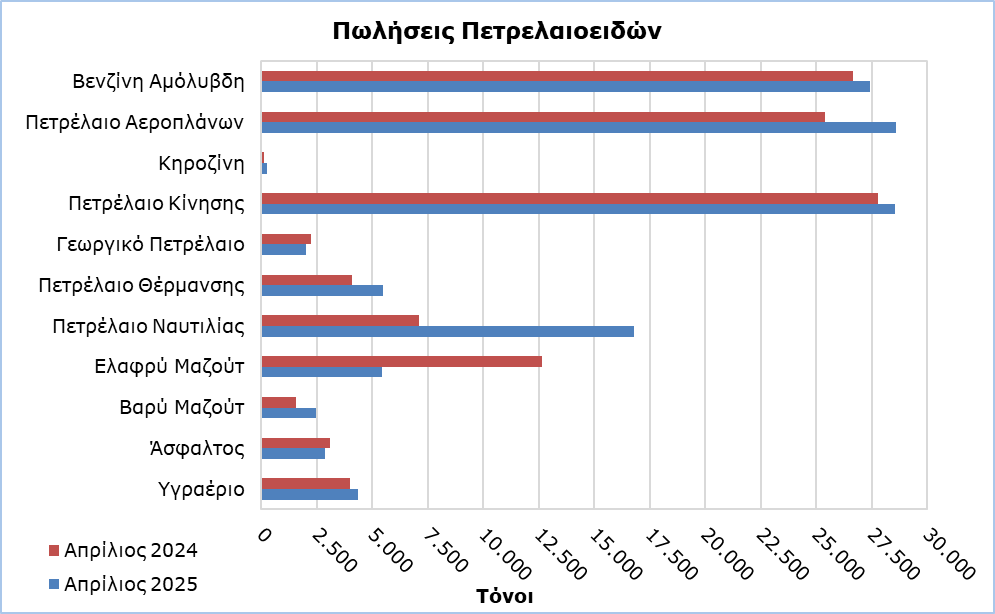 Πωλήσεις Πετρελαιοειδών
Βενζίνη Αμόλυβδη
Πετρέλαιο Αεροπλάνων
Κηροζίνη
Πετρέλαιο Κίνησης
Γεωργικό Πετρέλαιο
Πετρέλαιο Θέρμανσης
Πετρέλαιο Ναυτιλίας
Ελαφρύ Μαζούτ
Βαρύ Μαζούτ
Άσφαλτος
Υγραέριο
0
2.500
5.000
7.500
10.000
12.500
15.000
17.500
20.000
22.500
25.000
27.500
30.000
Τόνοι
Απρίλιος 2024
Απρίλιος 2025